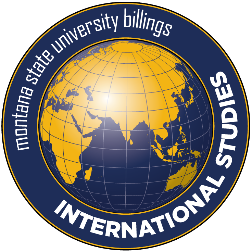 montana state university billings
INTERNATIONAL STUDIES